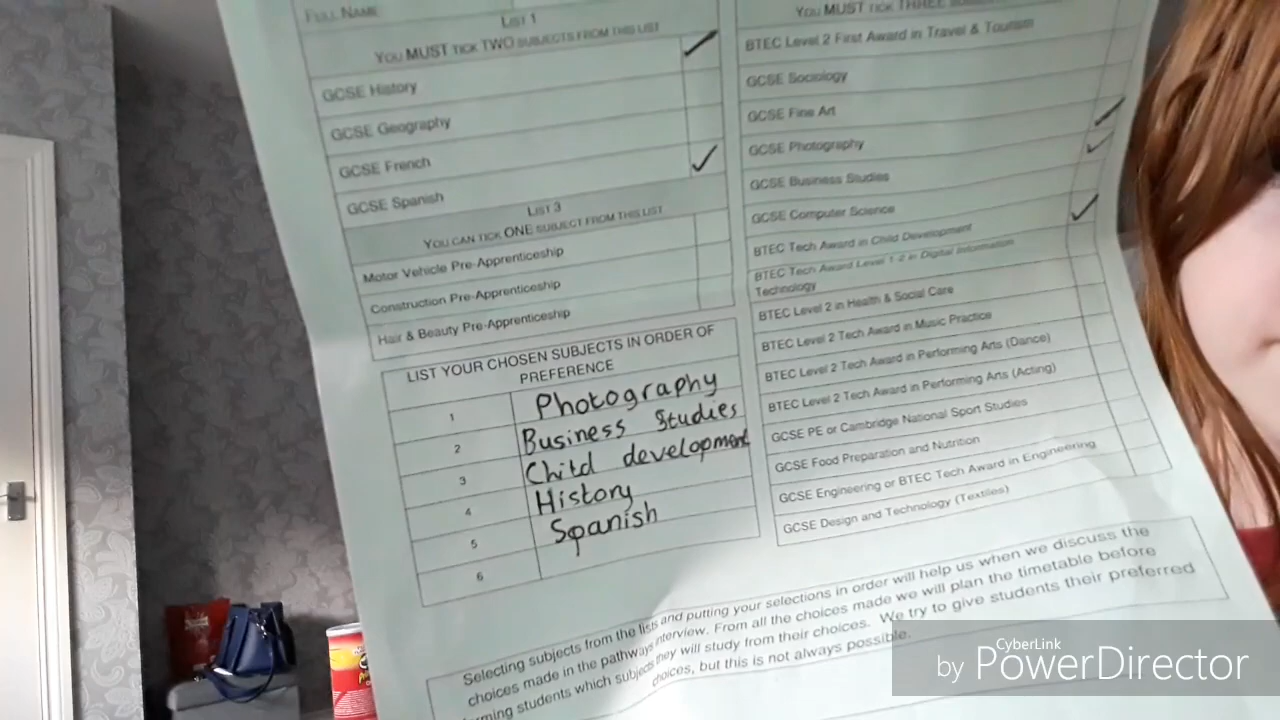 FULL NAME
LIST 1
YOU MUST TICK TWO SUBJECTS FROM THIS LIST
GCSE History
GCSE Geography
GCSE French
GCSE Spanish
LIST 3
YOU CAN TICK ONE SUBJECT FROM THIS LIST
Motor Vehicle Pre-Apprenticeship
Construction Pre-Apprenticeship
Hair & Beauty Pre-Apprenticeship
LIST YOUR CHOSEN SUBJECTS IN ORDER OF
PREFERENCE
1 Photography
2 Business Studies
3 Child development
4 History
5 Spanish
6
YOU MUST TICK THREE
BTEC Level 2 First Award in Travel & Tourism
GCSE Sociology
GCSE Fine Art
GCSE Photography
GCSE Business Studies
GCSE Computer Science
BTEC Tech Award in Child Development
BTEC Tech Award Level 1-2 in Digital Information
Technology
BTEC Level 2 in Health & Social Care
BTEC Level 2 Tech Award in Music Practice
BTEC Level 2 Tech Award in Performing Arts (Dance)
BTEC Level 2 Tech Award in Performing Arts (Acting)
GCSE PE or Cambridge National Sport Studies
GCSE Food Preparation and Nutrition
GCSE Engineering or BTEC Tech Award in Engineering
GCSE Design and Technology (Textiles)
Selecting subjects from the lists and putting your selections in order will help us when we discuss the
choices made in the pathways interview. From all the choices made we will plan the timetable before
rming students which subjects they will study from their choices. We try to give students their preferred
choices, but this is not always possible.
CyberLink
by PowerDirector